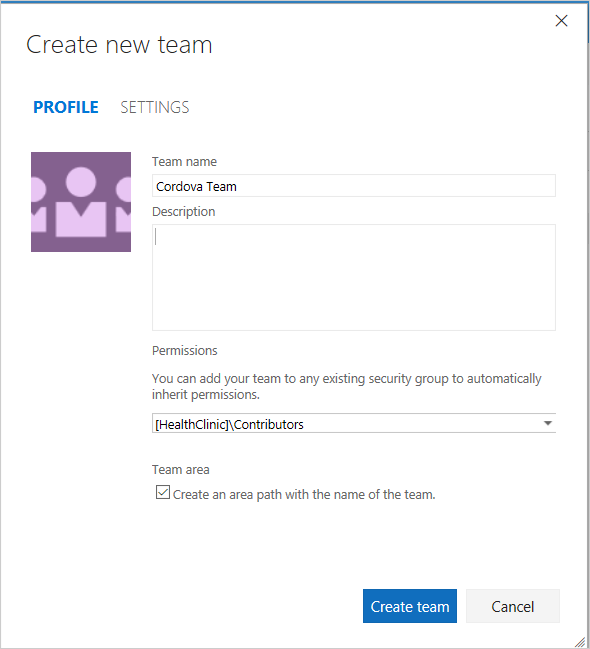 Create new team
PROFILE SETTINGS
Team name
Cordova Team
Description
Permissions
You can add your team to any existing security group to automatically
inherit permissions.
[HealthClinic]\Contributors
Team area
Create an area path with the name of the team.
Create team Cancel